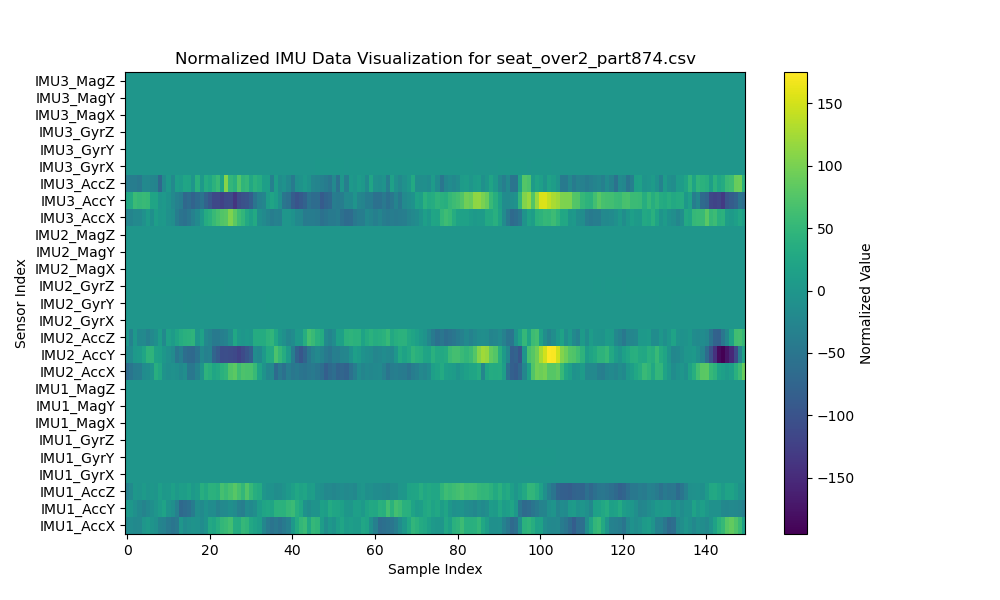 Normalized IMU Data Visualization for seat_over2_part874.csv
Sensor Index
IMU3_MagZ
IMU3_MagY
IMU3_MagX
IMU3_GyrZ
IMU3_GyrY
IMU3_GyrX
IMU3_AccZ
IMU3_AccY
IMU3_AccX
IMU2_MagZ
IMU2_MagY
IMU2_MagX
IMU2_GyrZ
IMU2_GyrY
IMU2_GyrX
IMU2_AccZ
IMU2_AccY
IMU2_AccX
IMU1_MagZ
IMU1_MagY
IMU1_MagX
IMU1_GyrZ
IMU1_GyrY
IMU1_GyrX
IMU1_AccZ
IMU1_AccY
IMU1_AccX
0 20 40 60 80 100 120 140
Sample Index
150
100
50
0
−50
−100
−150
Normalized Value